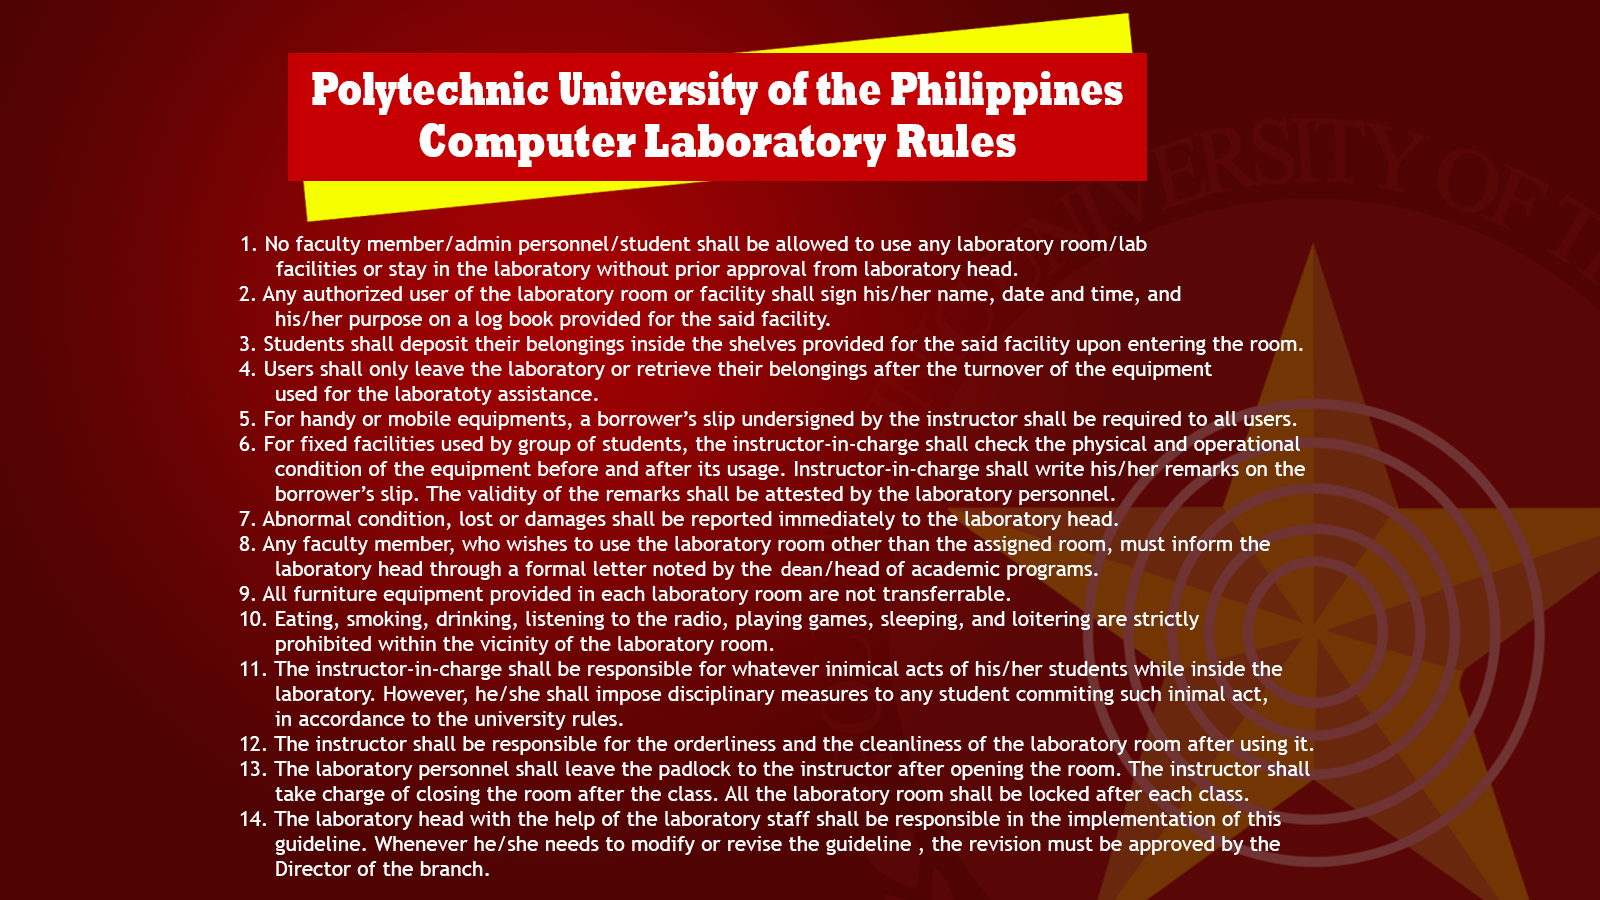 Polytechnic University of the Philippines
Computer Laboratory Rules
UNIVERSITY OF T
1. No faculty member/admin personnel/student shall be allowed to use any laboratory room/lab
facilities or stay in the laboratory without prior approval from laboratory head.
2. Any authorized user of the laboratory room or facility shall sign his/her name, date and time, and
his/her purpose on a log book provided for the said facility.
3. Students shall deposit their belongings inside the shelves provided for the said facility upon entering the room.
4. Users shall only leave the laboratory or retrieve their belongings after the turnover of the equipment
used for the laboratoty assistance.
5. For handy or mobile equipments, a borrower’s slip undersigned by the instructor shall be required to all users.
6. For fixed facilities used by group of students, the instructor-in-charge shall check the physical and operational
condition of the equipment before and after its usage. Instructor-in-charge shall write his/her remarks on the
borrower’s slip. The validity of the remarks shall be attested by the laboratory personnel.
7. Abnormal condition, lost or damages shall be reported immediately to the laboratory head.
8. Any faculty member, who wishes to use the laboratory room other than the assigned room, must inform the
laboratory head through a formal letter noted by the dean/head of academic programs.
9. All furniture equipment provided in each laboratory room are not transferrable.
10. Eating, smoking, drinking, listening to the radio, playing games, sleeping, and loitering are strictly
prohibited within the vicinity of the laboratory room.
11. The instructor-in-charge shall be responsible for whatever inimical acts of his/her students while inside the
laboratory. However, he/she shall impose disciplinary measures to any student commiting such inimal act,
in accordance to the university rules.
12. The instructor shall be responsible for the orderliness and the cleanliness of the laboratory room after using it.
13. The laboratory personnel shall leave the padlock to the instructor after opening the room. The instructor shall
take charge of closing the room after the class. All the laboratory room shall be locked after each class.
14. The laboratory head with the help of the laboratory staff shall be responsible in the implementation of this
guideline. Whenever he/she needs to modify or revise the guideline , the revision must be approved by the
Director of the branch.